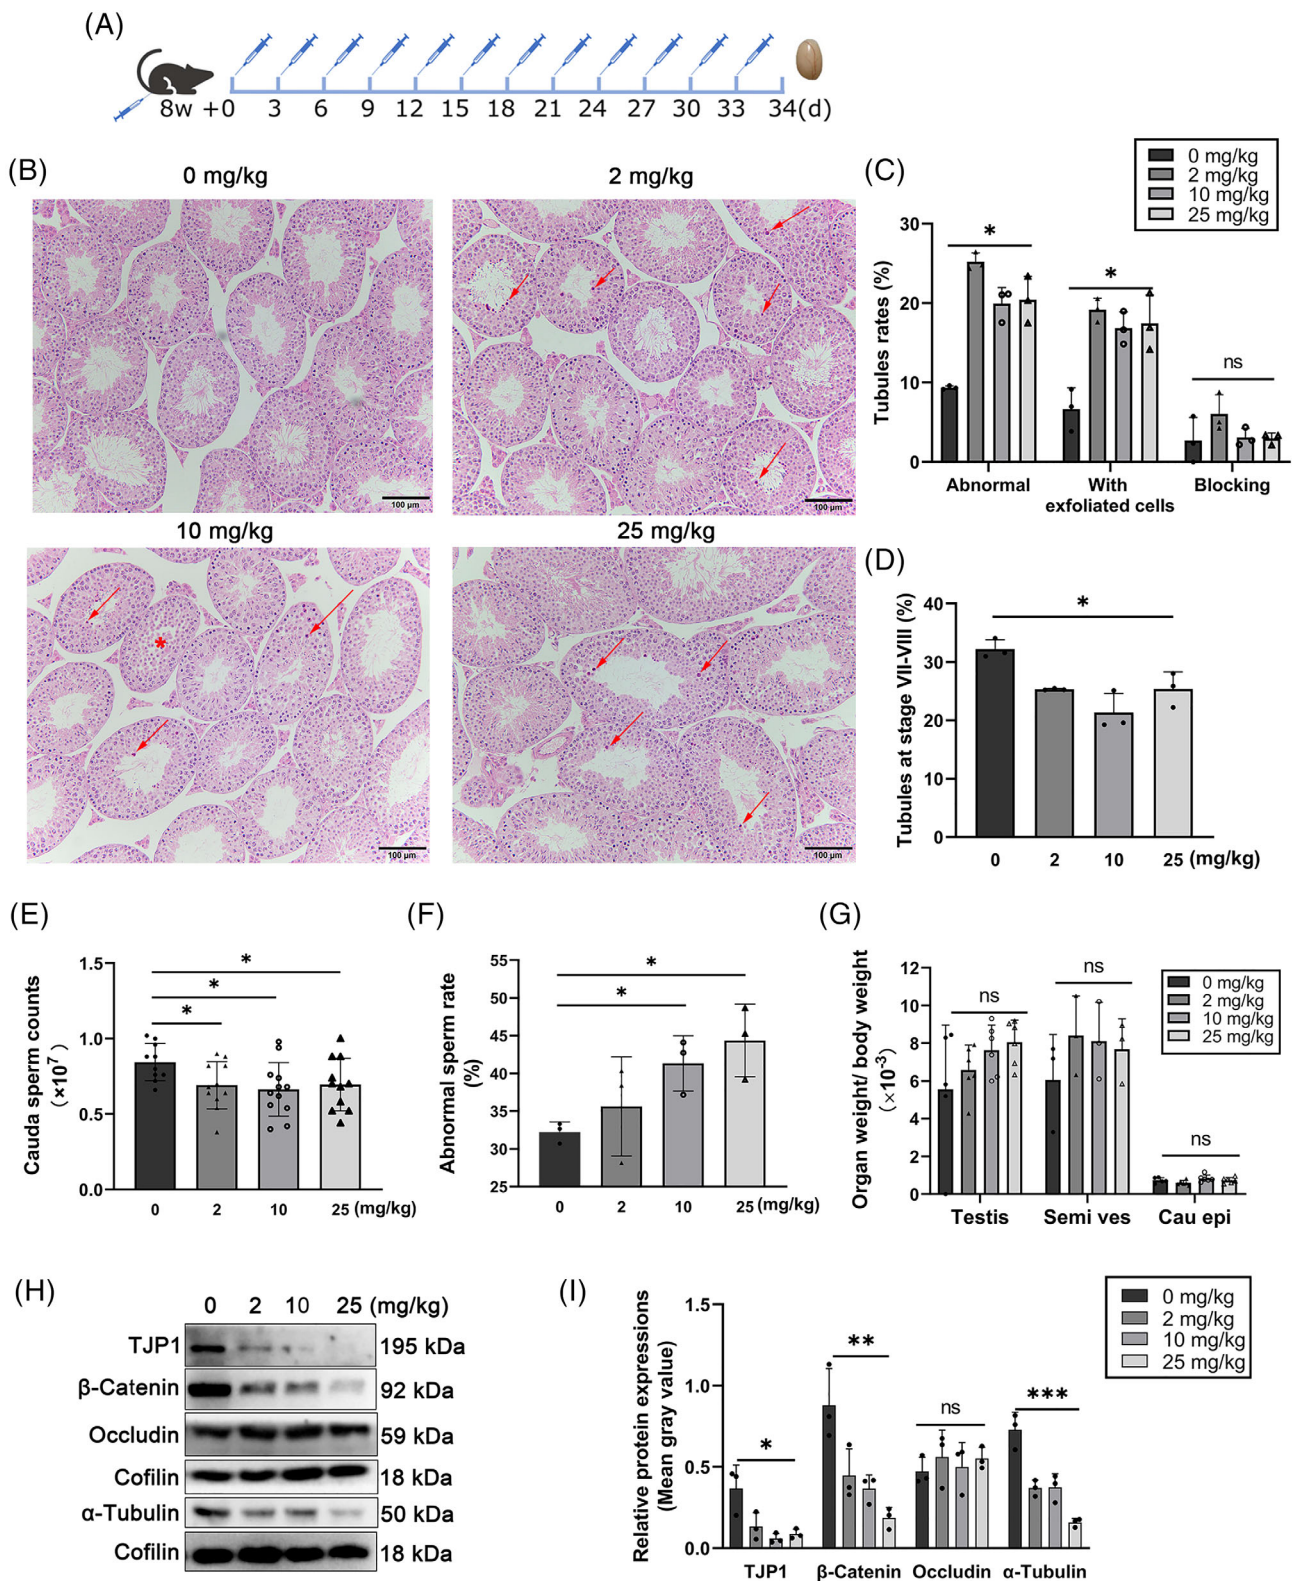 (A)
8w +0 3 6 9 12 15 18 21 24 27 30 33 34(d)
(B)
0 mg/kg
2 mg/kg
100 μm
100 μm
10 mg/kg
25 mg/kg
*
100 μm
100 μm
(C)
0 mg/kg
2 mg/kg
10 mg/kg
25 mg/kg
Tubules rates (%)
30
20
10
0
*
*
ns
Abnormal
With
exfoliated cells
Blocking
(D)
Tubules at stage VII-VIII (%)
40
30
20
10
0
*
0 2 10 25 (mg/kg)
(E)
Cauda sperm counts
(×10⁷)
1.5
1.0
0.5
0.0
*
*
*
0 2 10 25 (mg/kg)
(F)
Abnormal sperm rate
(%)
55
50
45
40
35
30
25
*
*
0 2 10 25 (mg/kg)
(G)
Organ weight/ body weight
(×10⁻³)
12
10
8
6
4
2
0
ns
ns
ns
0 mg/kg
2 mg/kg
10 mg/kg
25 mg/kg
Testis Semi ves Cau epi
(H)
0 2 10 25 (mg/kg)
TJP1 195 kDa
β-Catenin 92 kDa
Occludin 59 kDa
Cofilin 18 kDa
α-Tubulin 50 kDa
Cofilin 18 kDa
(I)
Relative protein expressions
(Mean gray value)
1.5
1.0
0.5
0.0
*
**
ns
***
0 mg/kg
2 mg/kg
10 mg/kg
25 mg/kg
TJP1 β-Catenin Occludin α-Tubulin